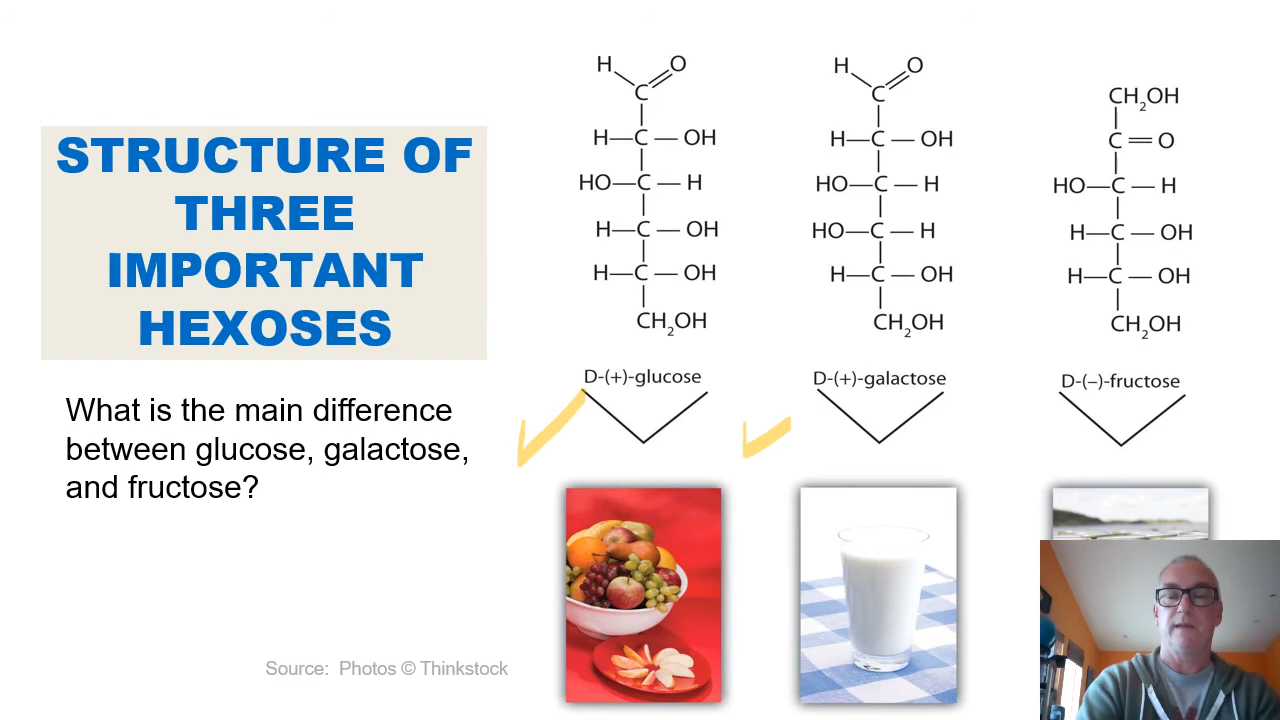 STRUCTURE OF
THREE
IMPORTANT
HEXOSES
What is the main difference
between glucose, galactose,
and fructose?
H O
C
H—C—OH
HO—C—H
H—C—OH
H—C—OH
CH₂OH
D-(+)-glucose
H O
C
H—C—OH
HO—C—H
HO—C—H
H—C—OH
CH₂OH
D-(+)-galactose
CH₂OH
C=O
HO—C—H
H—C—OH
H—C—OH
CH₂OH
D-(−)-fructose
Source: Photos © Thinkstock